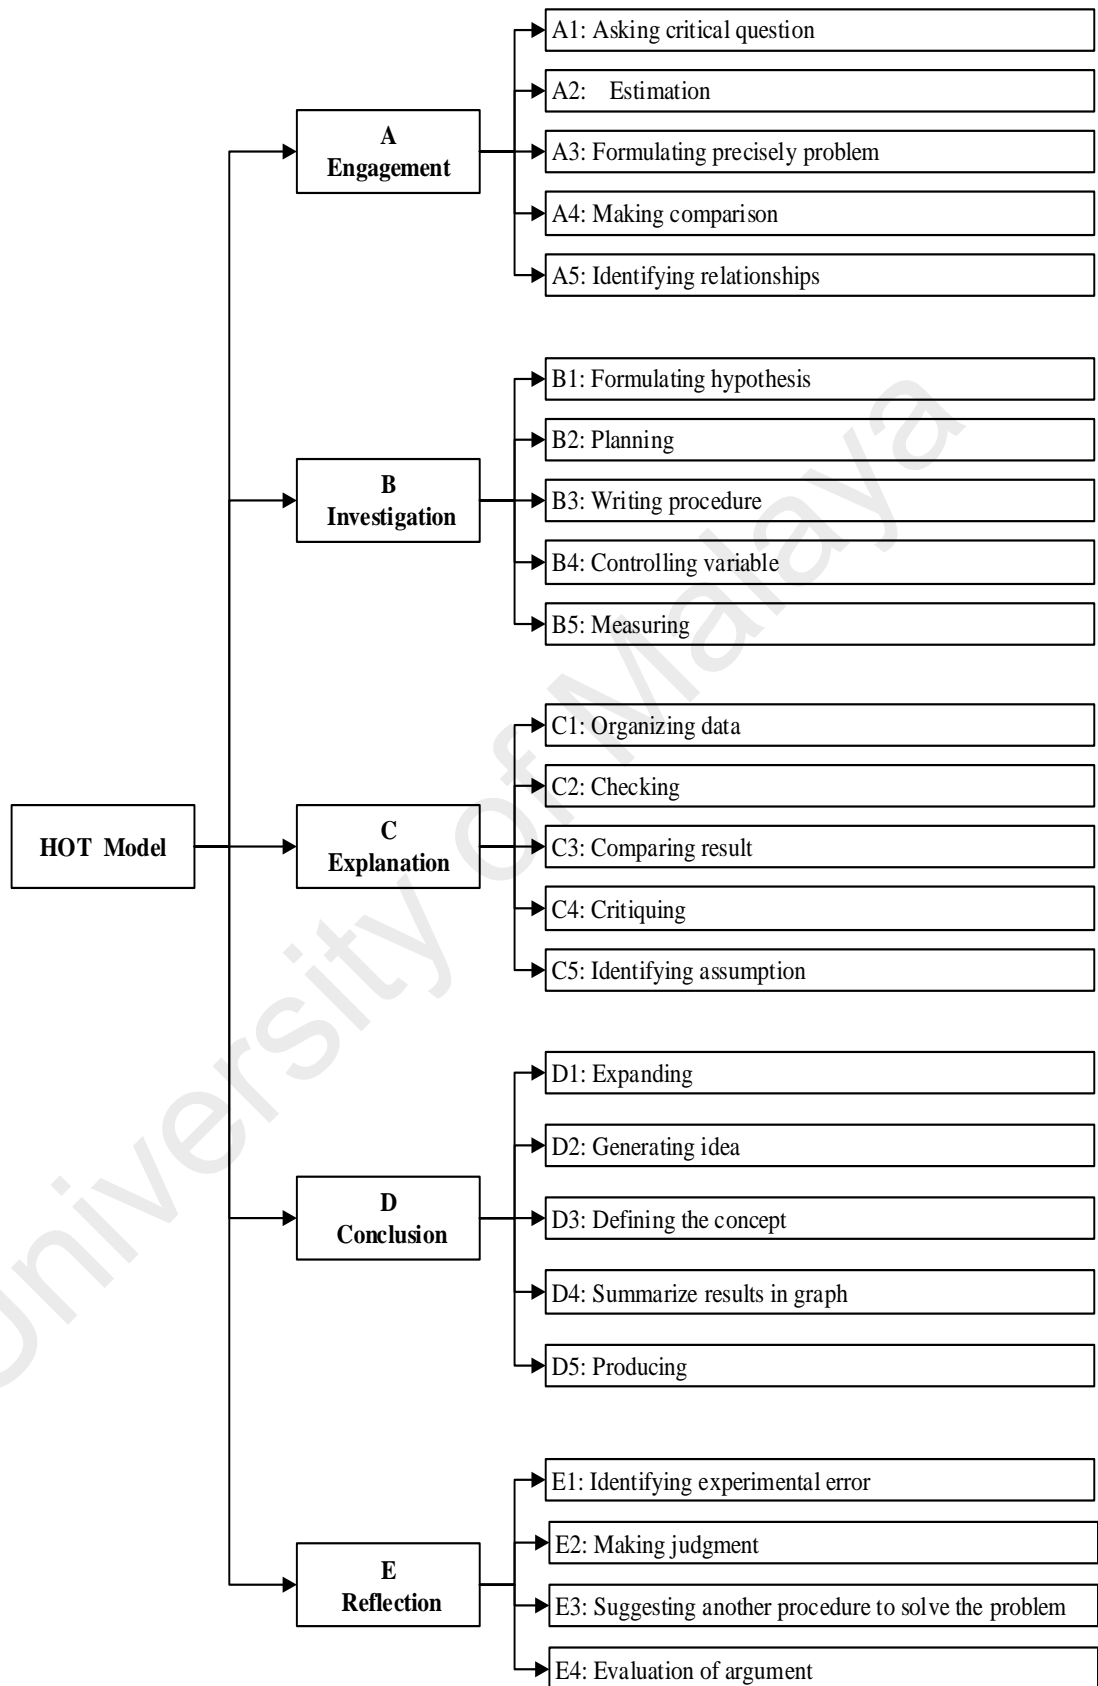 HOT Model
A
Engagement
A1: Asking critical question
A2: Estimation
A3: Formulating precisely problem
A4: Making comparison
A5: Identifying relationships
B
Investigation
B1: Formulating hypothesis
B2: Planning
B3: Writing procedure
B4: Controlling variable
B5: Measuring
C
Explanation
C1: Organizing data
C2: Checking
C3: Comparing result
C4: Critiquing
C5: Identifying assumption
D
Conclusion
D1: Expanding
D2: Generating idea
D3: Defining the concept
D4: Summarize results in graph
D5: Producing
E
Reflection
E1: Identifying experimental error
E2: Making judgment
E3: Suggesting another procedure to solve the problem
E4: Evaluation of argument
University of Malaya